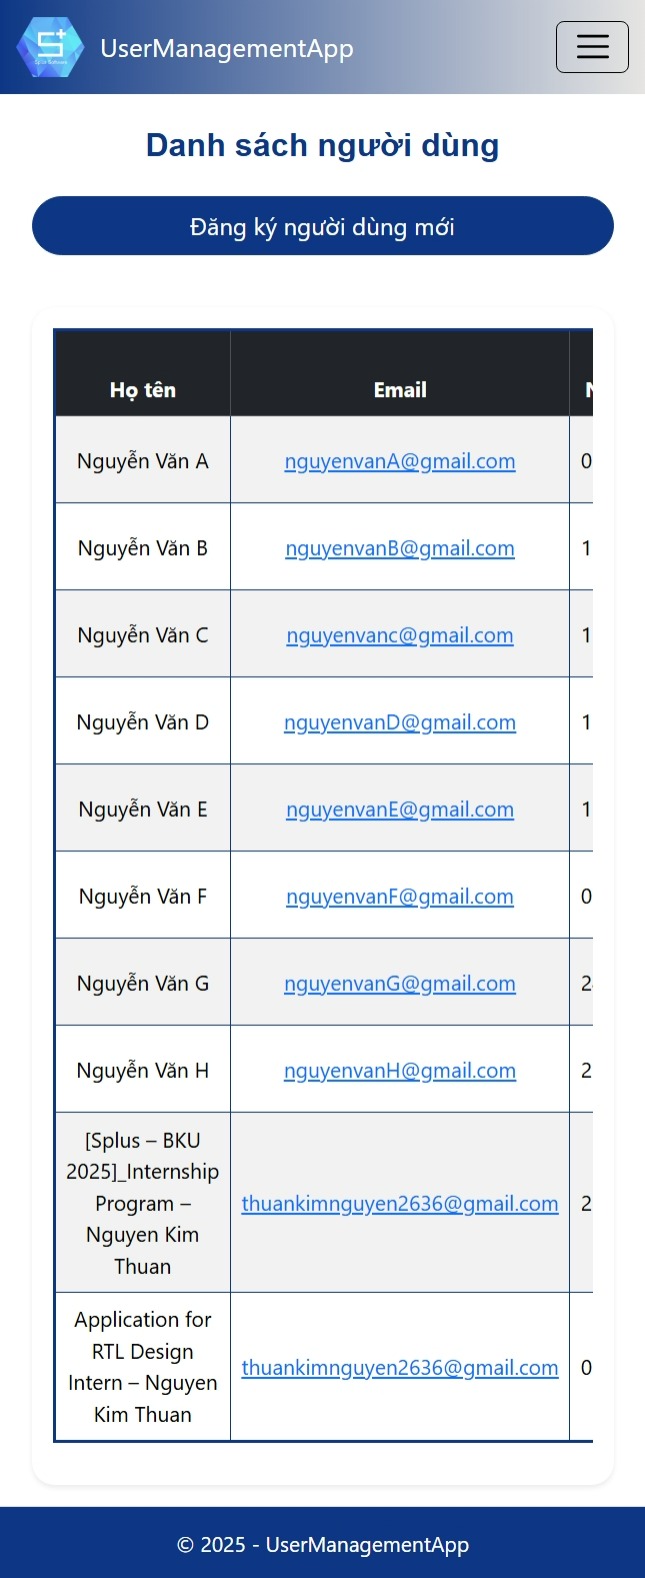 S+
UserManagementApp
Danh sách người dùng
Đăng ký người dùng mới
Họ tên Email
Nguyễn Văn A nguyenvanA@gmail.com 0
Nguyễn Văn B nguyenvanB@gmail.com 1
Nguyễn Văn C nguyenvanc@gmail.com 1
Nguyễn Văn D nguyenvanD@gmail.com 1
Nguyễn Văn E nguyenvanE@gmail.com 1
Nguyễn Văn F nguyenvanF@gmail.com 0
Nguyễn Văn G nguyenvanG@gmail.com 2
Nguyễn Văn H nguyenvanH@gmail.com 2
[Splus – BKU
2025]_Internship
Program –
Nguyen Kim
Thuan
thuankimnguyen2636@gmail.com 2
Application for
RTL Design
Intern – Nguyen
Kim Thuan
thuankimnguyen2636@gmail.com 0
© 2025 - UserManagementApp